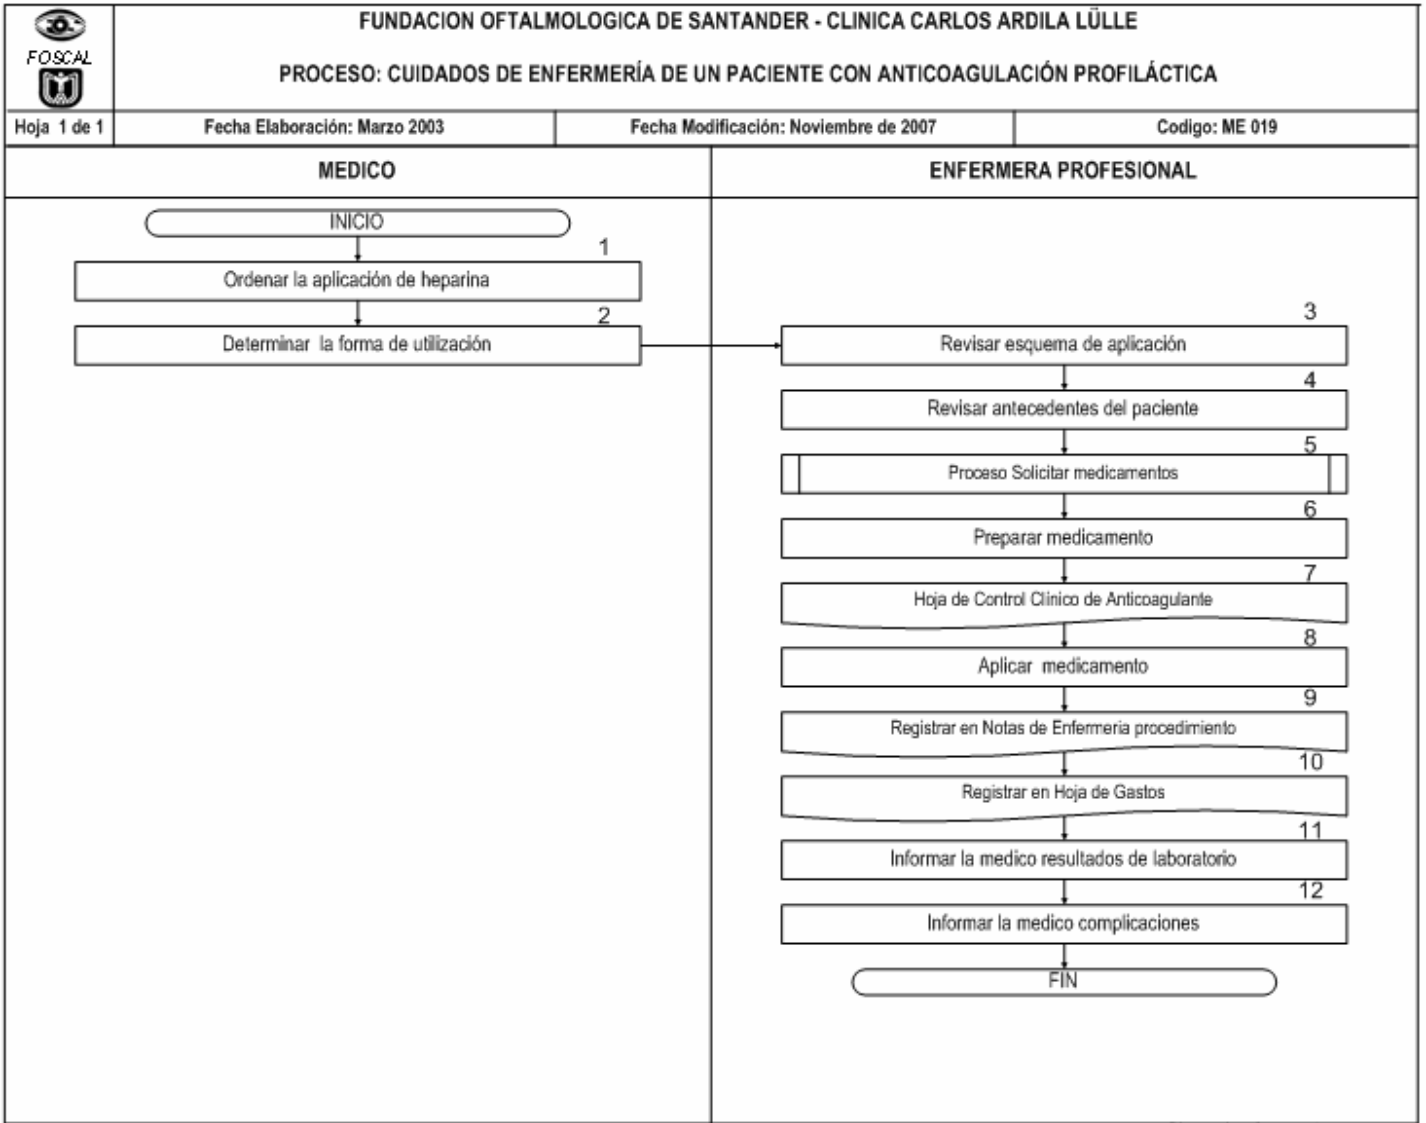 FUNDACION OFTALMOLOGICA DE SANTANDER - CLINICA CARLOS ARDILA LÜLLE
FOSCAL
PROCESO: CUIDADOS DE ENFERMERÍA DE UN PACIENTE CON ANTICOAGULACIÓN PROFILÁCTICA
Hoja 1 de 1
Fecha Elaboración: Marzo 2003
Fecha Modificación: Noviembre de 2007
Codigo: ME 019
MEDICO
ENFERMERA PROFESIONAL
INICIO
1
Ordenar la aplicación de heparina
2
Determinar la forma de utilización
3
Revisar esquema de aplicación
4
Revisar antecedentes del paciente
5
Proceso Solicitar medicamentos
6
Preparar medicamento
7
Hoja de Control Clinico de Anticoagulante
8
Aplicar medicamento
9
Registrar en Notas de Enfermeria procedimiento
10
Registrar en Hoja de Gastos
11
Informar la medico resultados de laboratorio
12
Informar la medico complicaciones
FIN